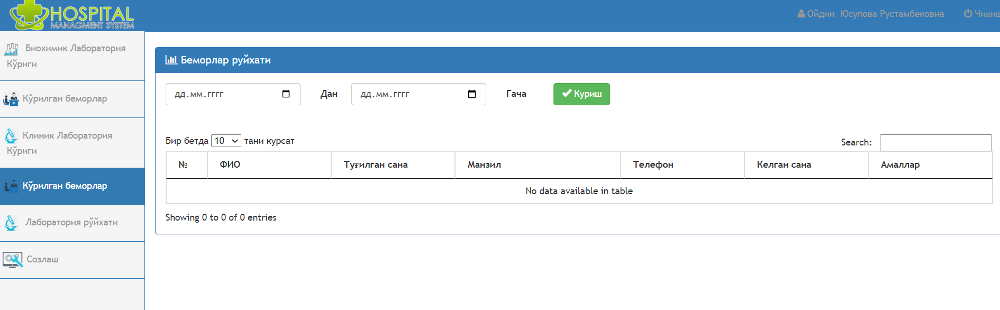 HOSPITAL
MANAGMENT SYSTEM
Ойдин Юсупова Рустамбековна
Чиқиш
Биохимик Лаборатория
Кўриги
Кўрилган беморлар
Клиник Лаборатория
Кўриги
Кўрилган беморлар
Лаборатория рўйхати
Созлаш
Беморлар руйхати
дд.мм.гггг Дан дд.мм.гггг Гача Куриш
Бир бетда 10 тани курсат
Search:
№ ФИО Туғилган сана Манзил Телефон Келган сана Амаллар
No data available in table
Showing 0 to 0 of 0 entries